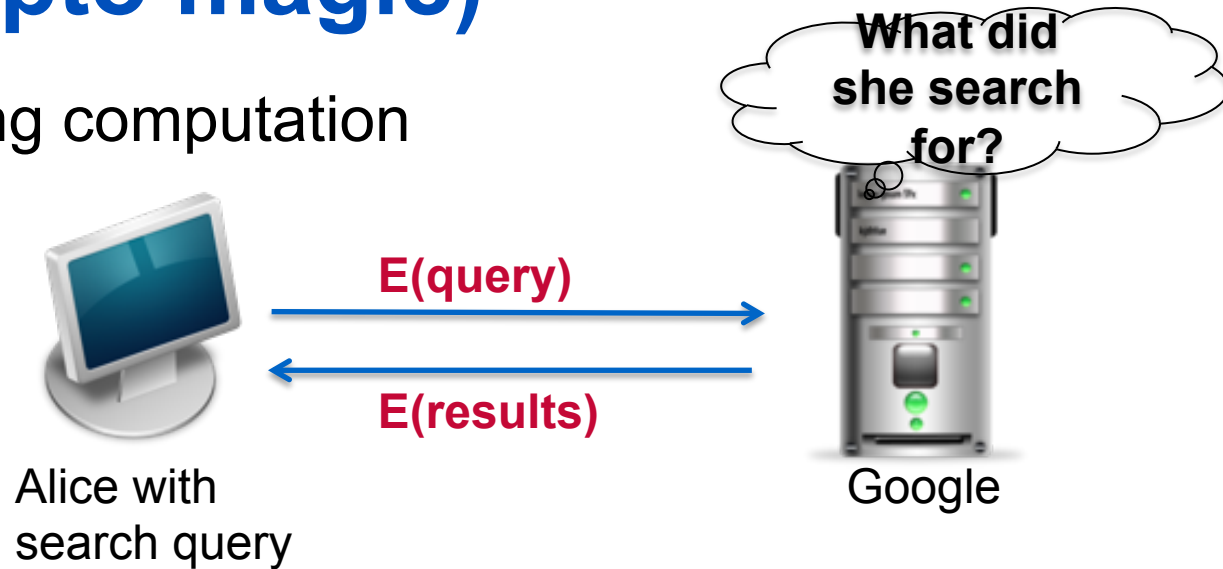 pto magic)
ng computation
What did
she search
for?
E(query)
E(results)
Alice with
search query
Google